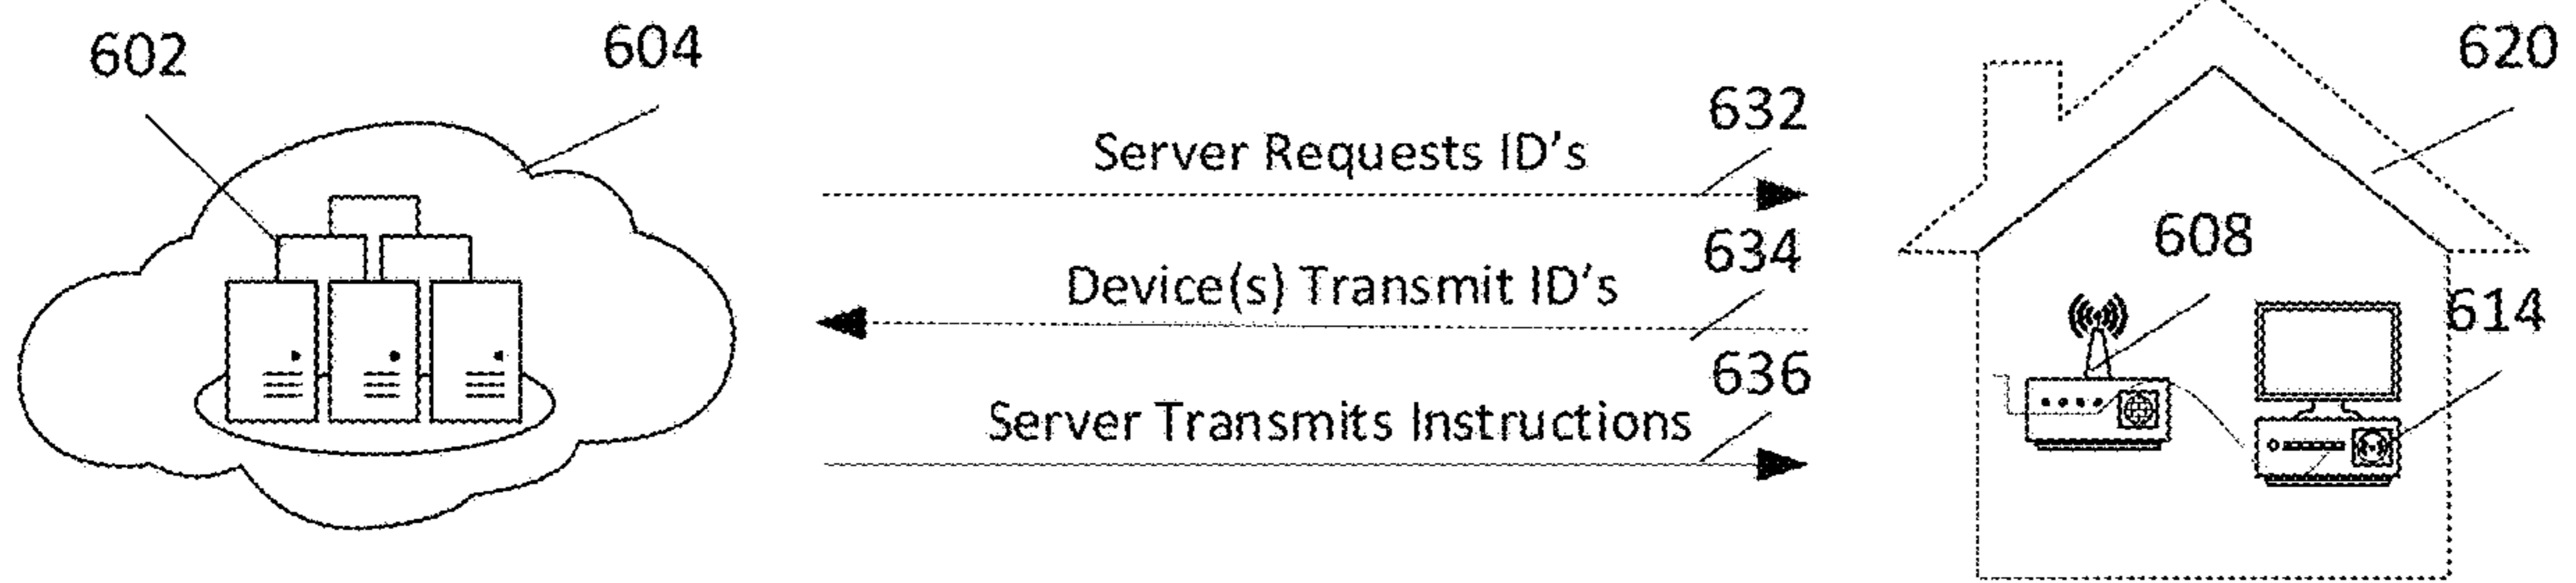 602
604
620
632
Server Requests ID's
608
634
Device(s) Transmit ID's
614
636
Server Transmits Instructions